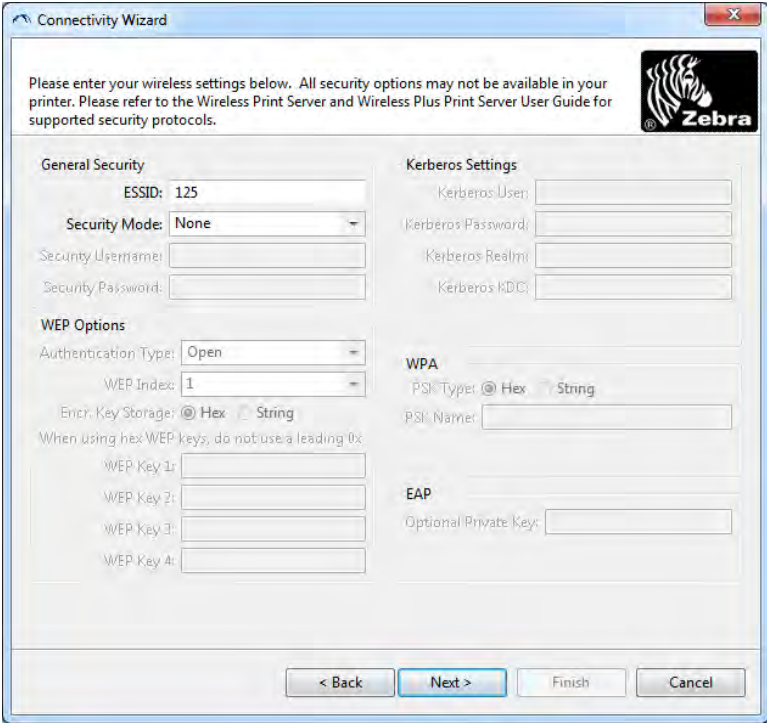 Connectivity Wizard
Please enter your wireless settings below. All security options may not be available in your
printer. Please refer to the Wireless Print Server and Wireless Plus Print Server User Guide for
supported security protocols.
Zebra
®
General Security
ESSID: 125
Security Mode: None
Security Username:
Security Password:
WEP Options
Authentication Type: Open
WEP Index: 1
Encr. Key Storage: Hex String
When using hex WEP keys, do not use a leading 0x
WEP Key 1:
WEP Key 2:
WEP Key 3:
WEP Key 4:
Kerberos Settings
Kerberos User:
Kerberos Password:
Kerberos Realm:
Kerberos KDC:
WPA
PSK Type: Hex String
PSK Name:
EAP
Optional Private Key:
< Back Next > Finish Cancel